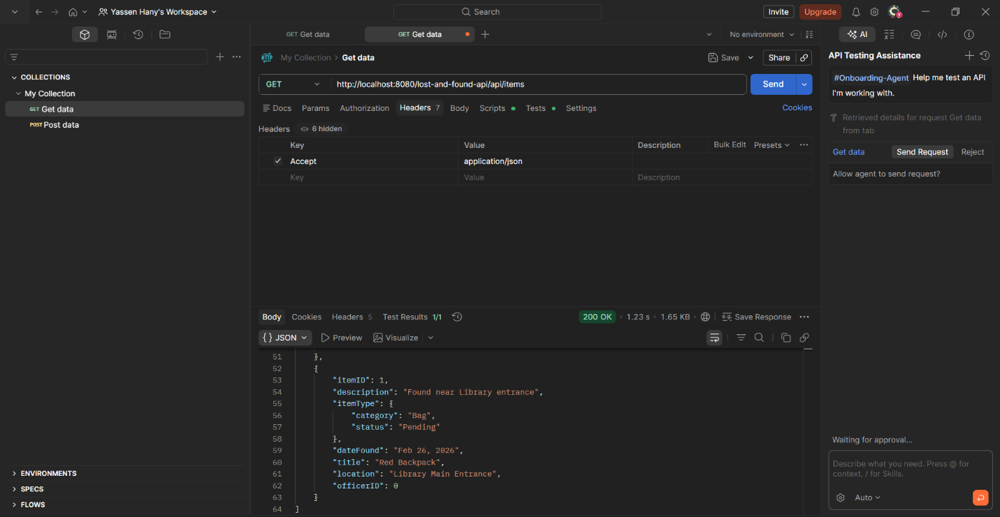 Yassen Hany's Workspace
Search
Invite
Upgrade
GET Get data
GET Get data
No environment
AI
HTTP My Collection > Get data
Save
Share
API Testing Assistance
COLLECTIONS
My Collection
GET Get data
POST Post data
GET
http://localhost:8080/lost-and-found-api/api/items
Send
#Onboarding-Agent Help me test an API
I'm working with.
Docs Params Authorization Headers 7 Body Scripts Tests Settings
Cookies
Retrieved details for request Get data
from tab
Headers 6 hidden
Key Value Description Bulk Edit Presets
Accept application/json
Key Value Description
Get data Send Request Reject
Allow agent to send request?
Body Cookies Headers 5 Test Results 1/1
200 OK • 1.23 s • 1.65 KB
e.g. Save Response
{ } JSON Preview Visualize
51 },
52 {
53 "itemID": 1,
54 "description": "Found near Library entrance",
55 "itemType": {
56 "category": "Bag",
57 "status": "Pending"
58 },
59 "dateFound": "Feb 26, 2026",
60 "title": "Red Backpack",
61 "location": "Library Main Entrance",
62 "officerID": 0
63 }
64 ]
ENVIRONMENTS
SPECS
FLOWS
Waiting for approval...
Describe what you need. Press @ for
context, / for Skills.
Auto